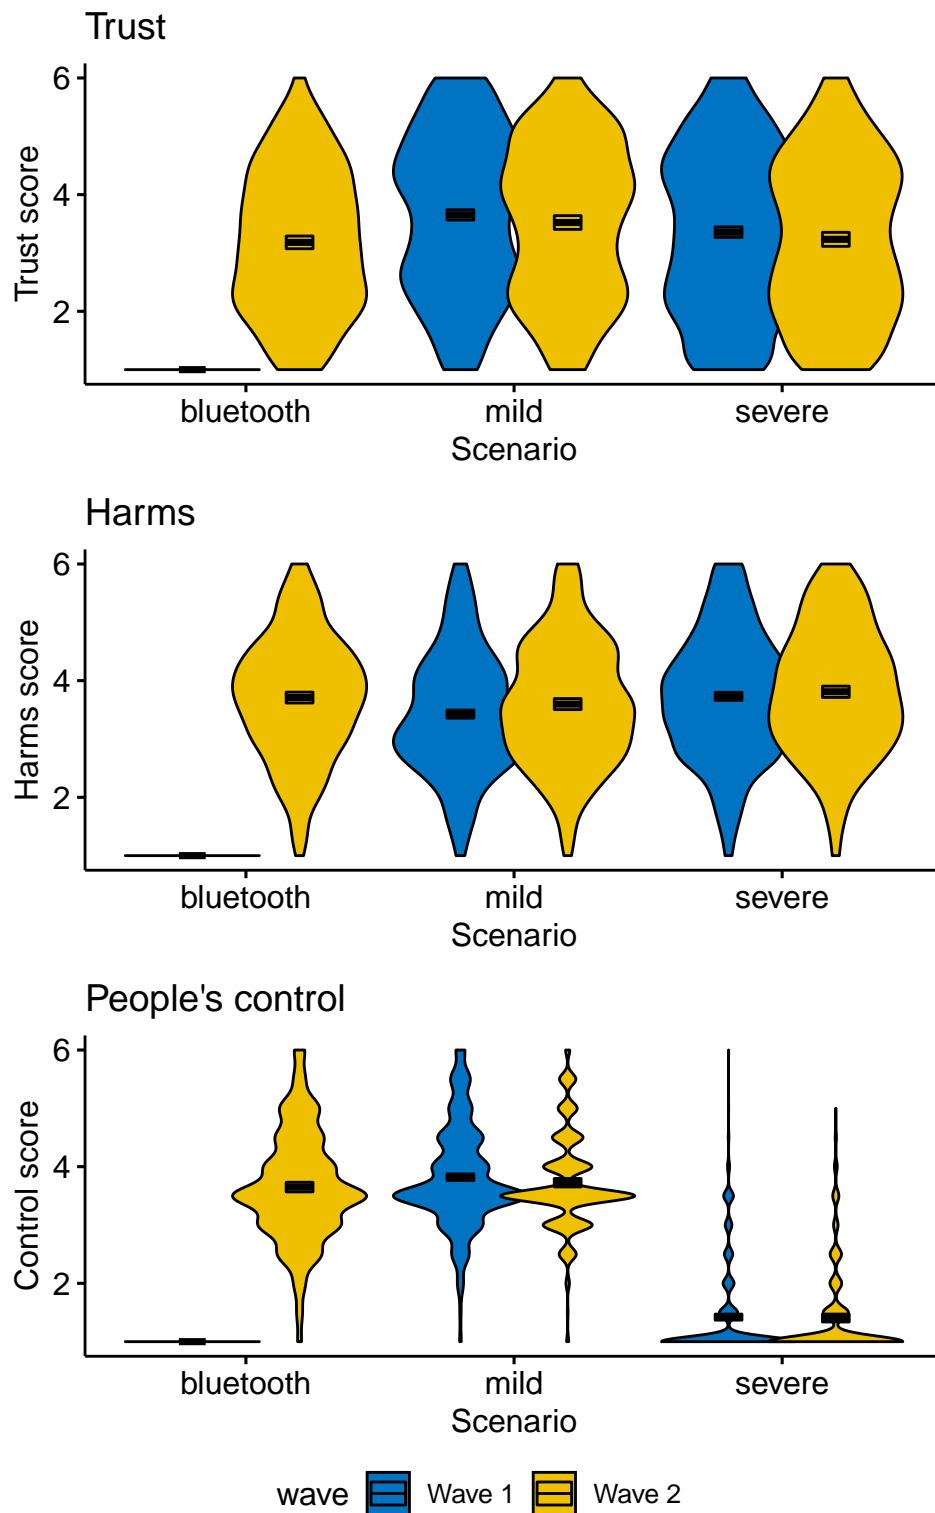 Trust
Trust score
6
4
2
bluetooth mild severe
Scenario
Harms
Harms score
6
4
2
bluetooth mild severe
Scenario
People's control
Control score
6
4
2
bluetooth mild severe
Scenario
wave Wave 1 Wave 2